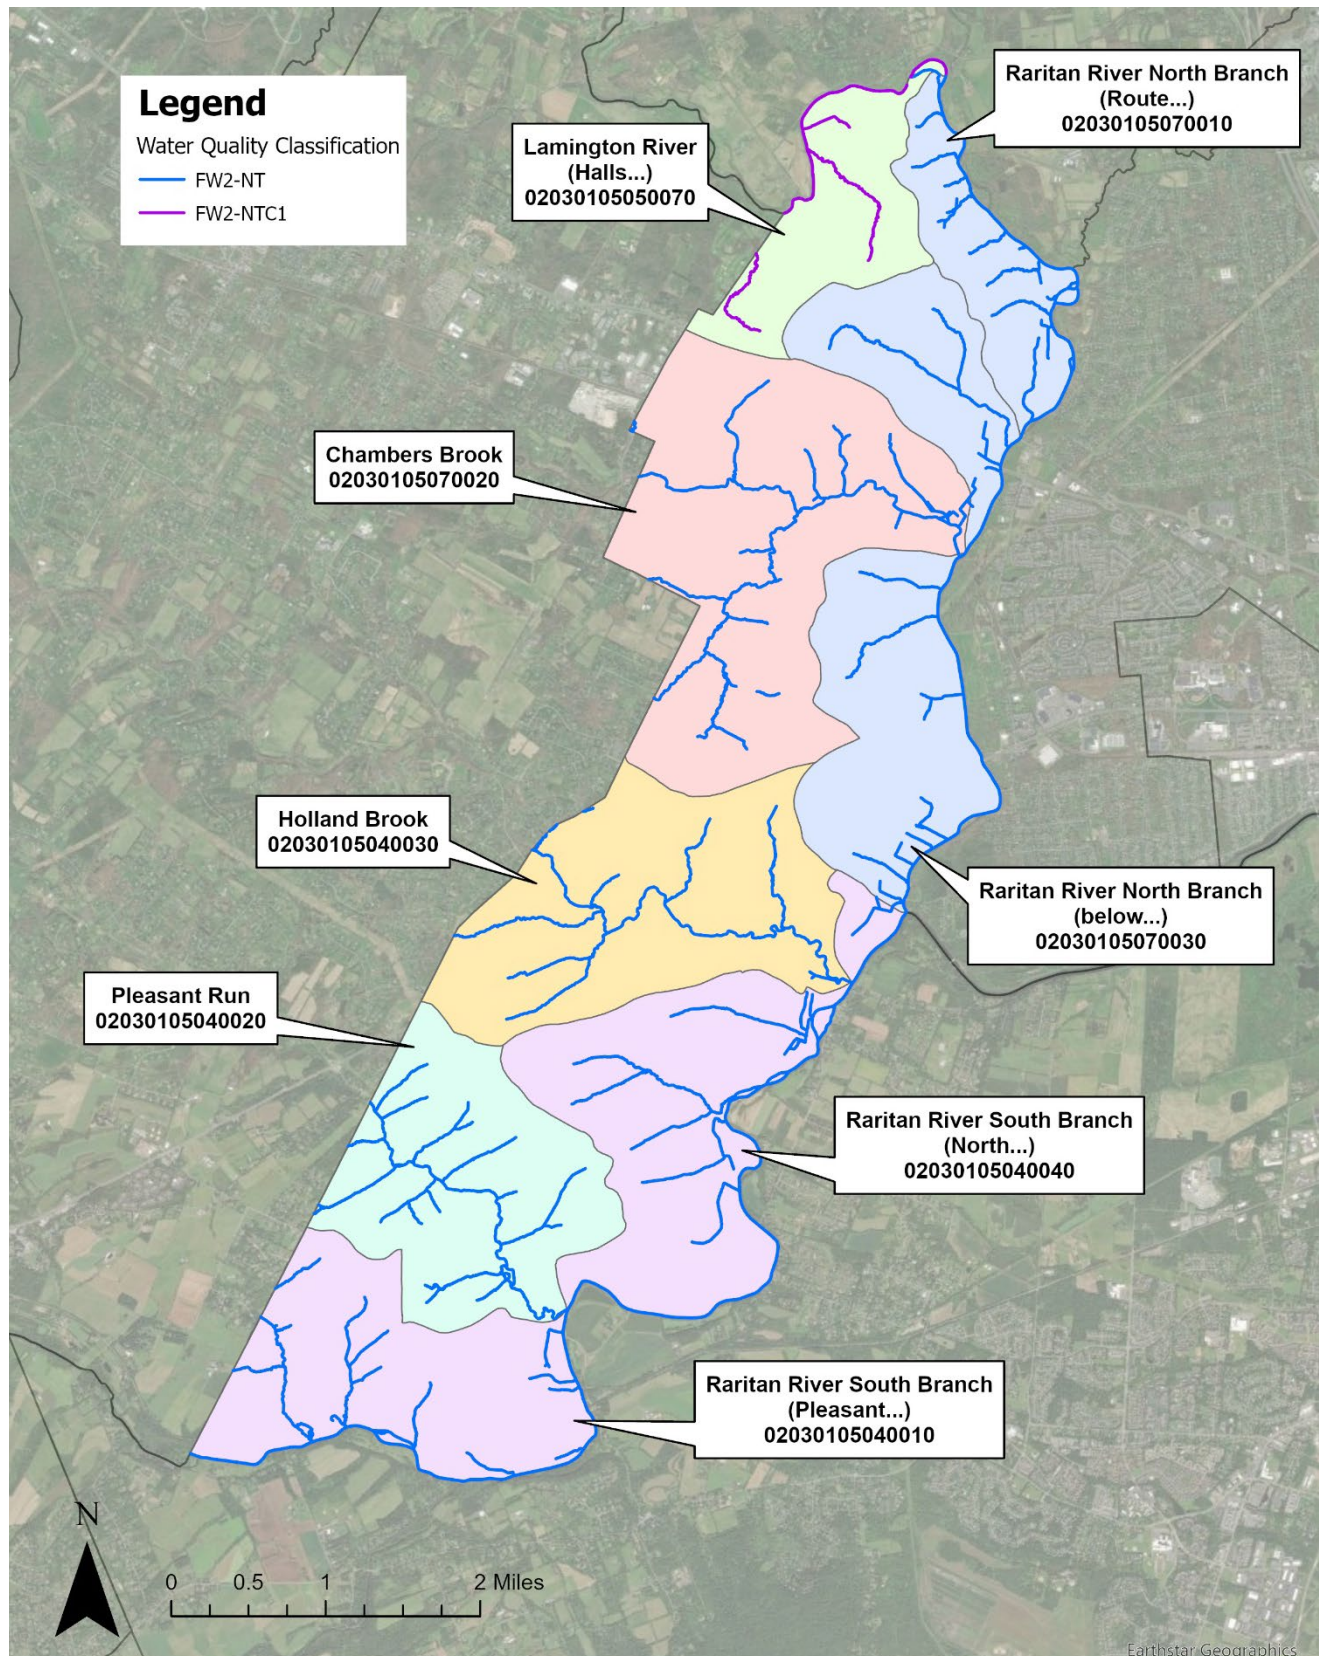 Legend
Water Quality Classification
FW2-NT
FW2-NTC1
Raritan River North Branch
(Route...)
02030105070010
Lamington River
(Halls...)
02030105050070
Chambers Brook
02030105070020
Holland Brook
02030105040030
Raritan River North Branch
(below...)
02030105070030
Pleasant Run
02030105040020
Raritan River South Branch
(North...)
02030105040040
Raritan River South Branch
(Pleasant...)
02030105040010
N
0 0.5 1 2 Miles
Earthstar Geographics